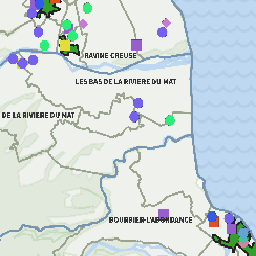 RAVINE CREUSE
LES BAS DE LA RIVIERE DU MAT
DE LA RIVIERE DU MAT
BOURBIER-L'ABONDANCE